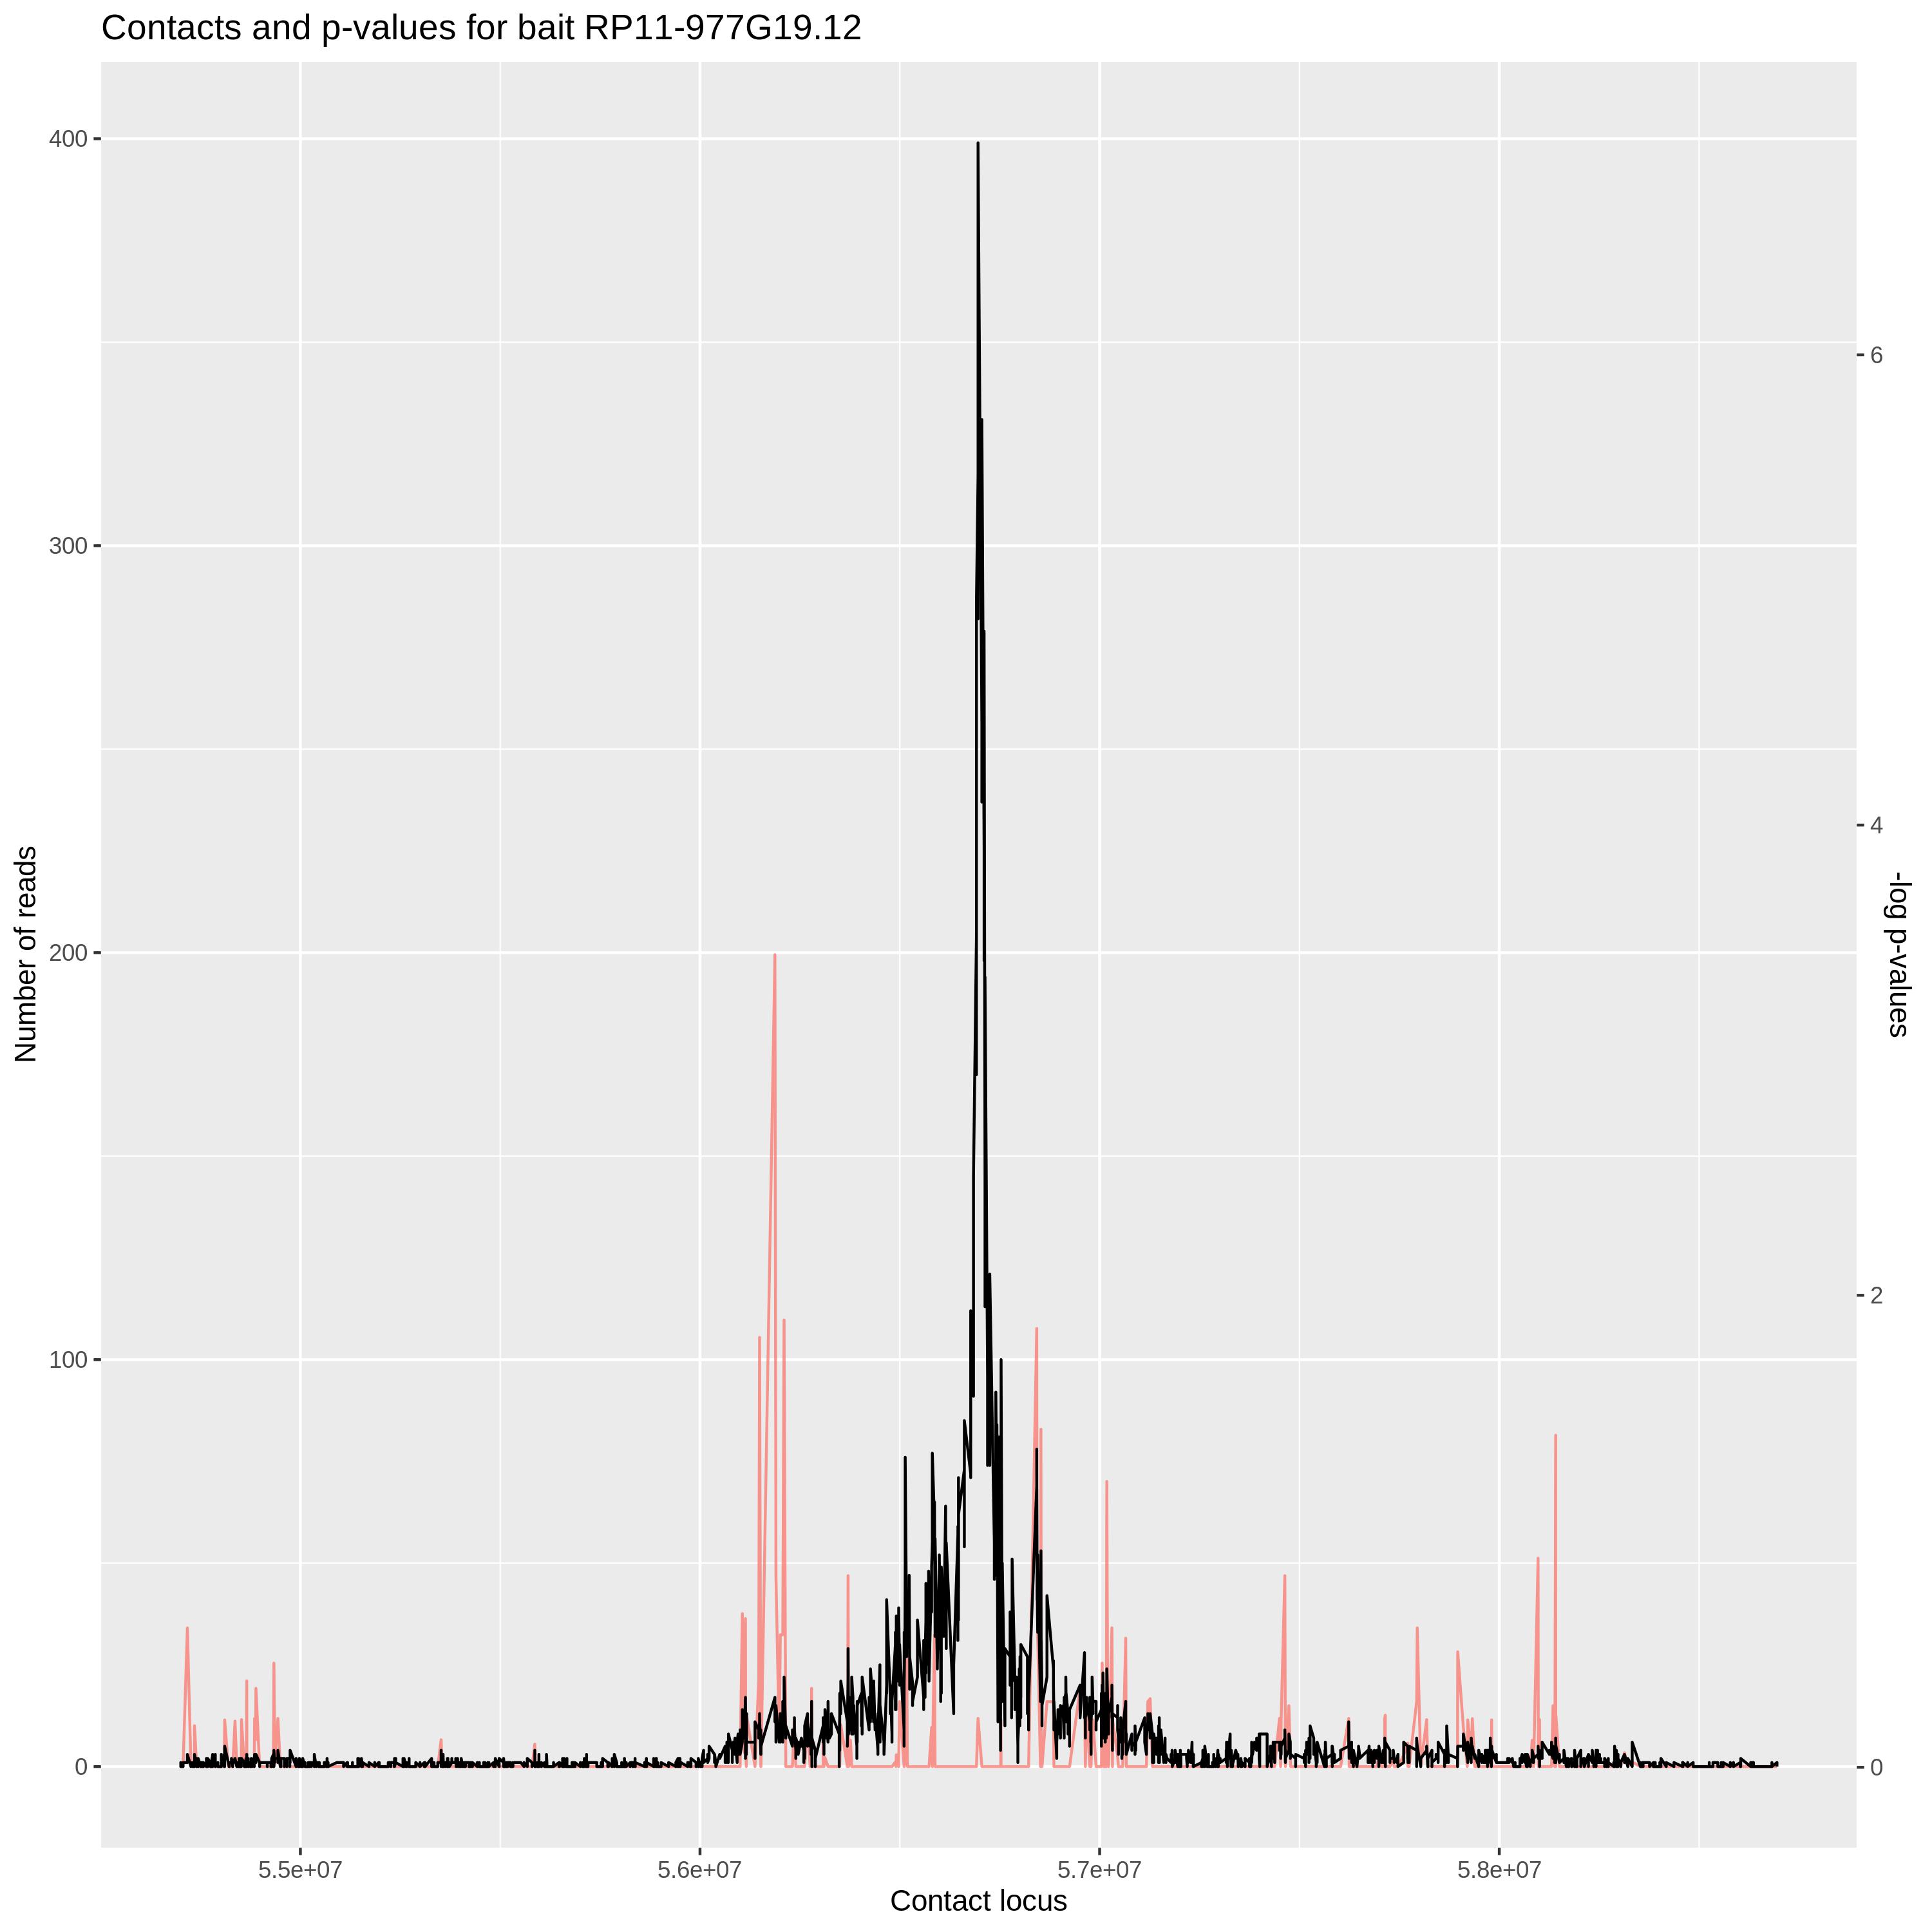 Contacts and p-values for bait RP11-977G19.12
400
300
200
100
0
Number of reads
6
4
2
0
-log p-values
5.5e+07 5.6e+07 5.7e+07 5.8e+07
Contact locus